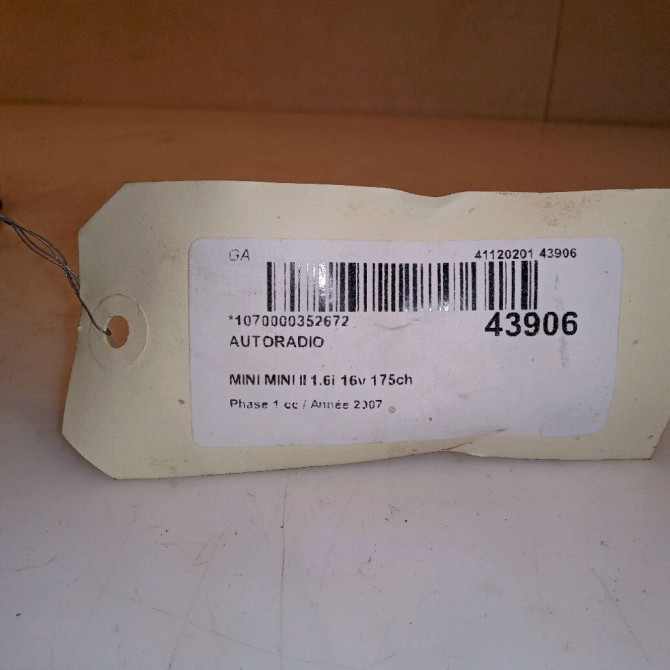 GA 41120201 43906
*1070000352672 43906
AUTORADIO
MINI MINI II 1.6i 16v 175ch
Phase 1 cc / Année 2007